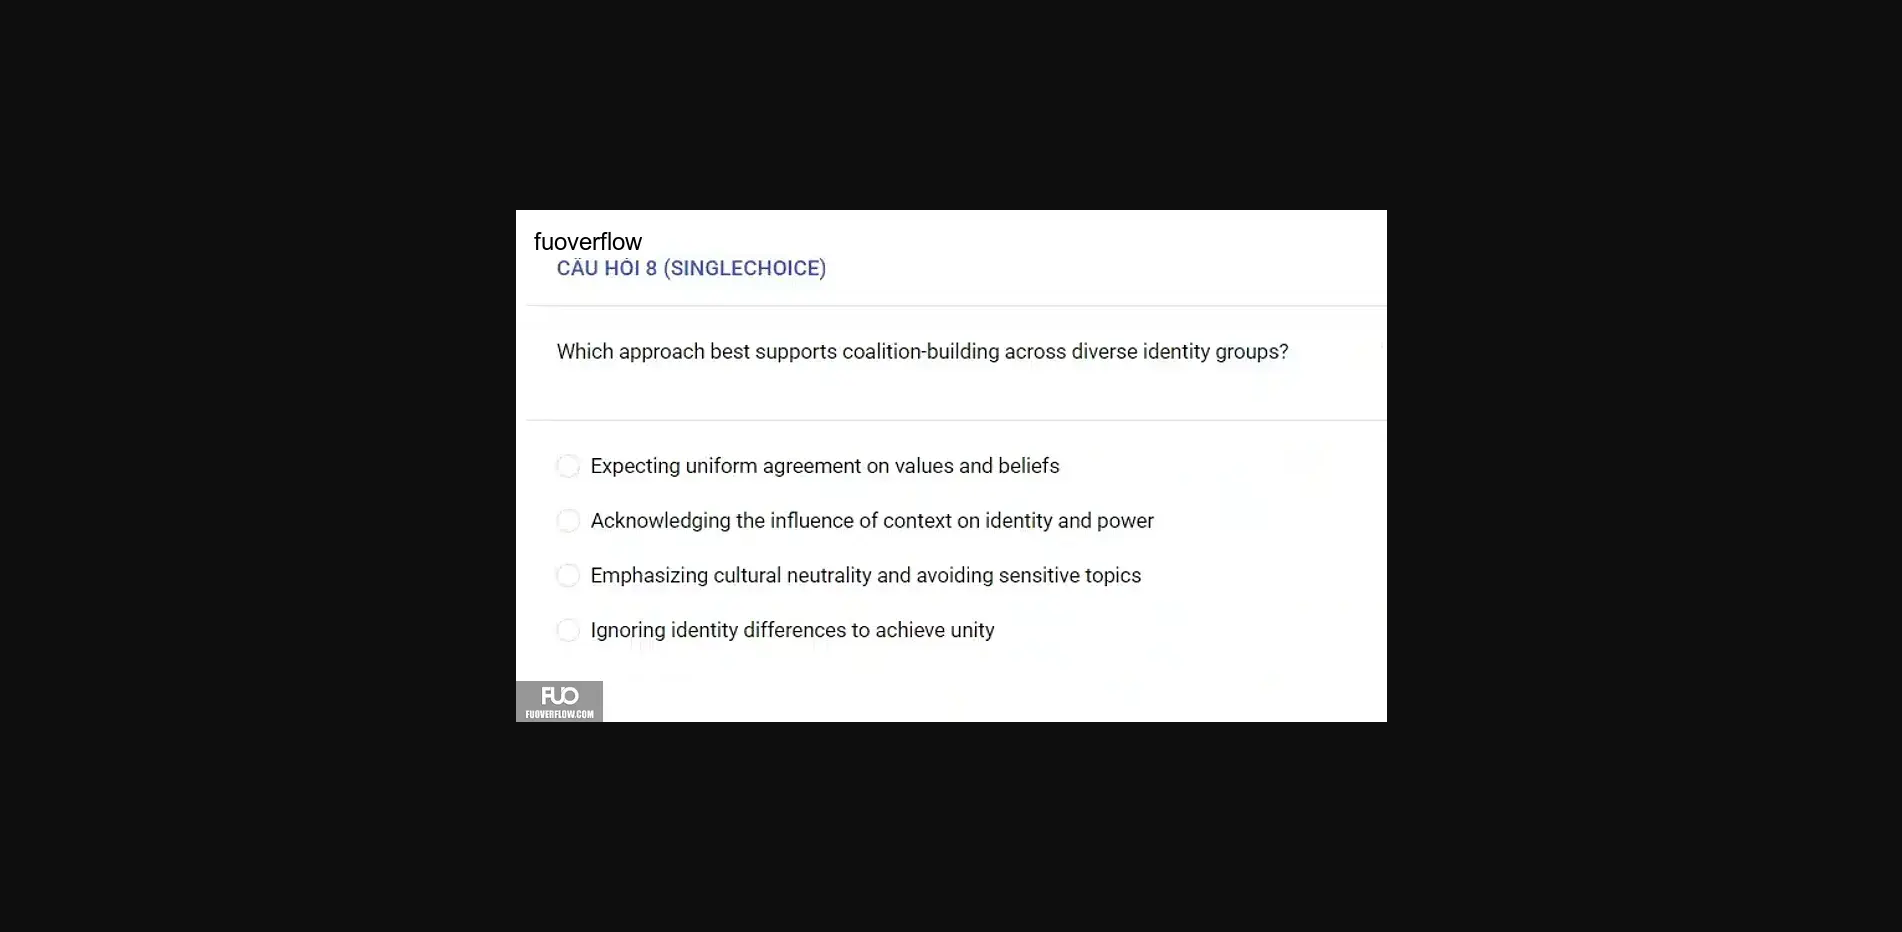 fuoverflow
CÂU HỎI 8 (SINGLECHOICE)
Which approach best supports coalition-building across diverse identity groups?
Expecting uniform agreement on values and beliefs
Acknowledging the influence of context on identity and power
Emphasizing cultural neutrality and avoiding sensitive topics
Ignoring identity differences to achieve unity
FUO
FUOVERFLOW.COM